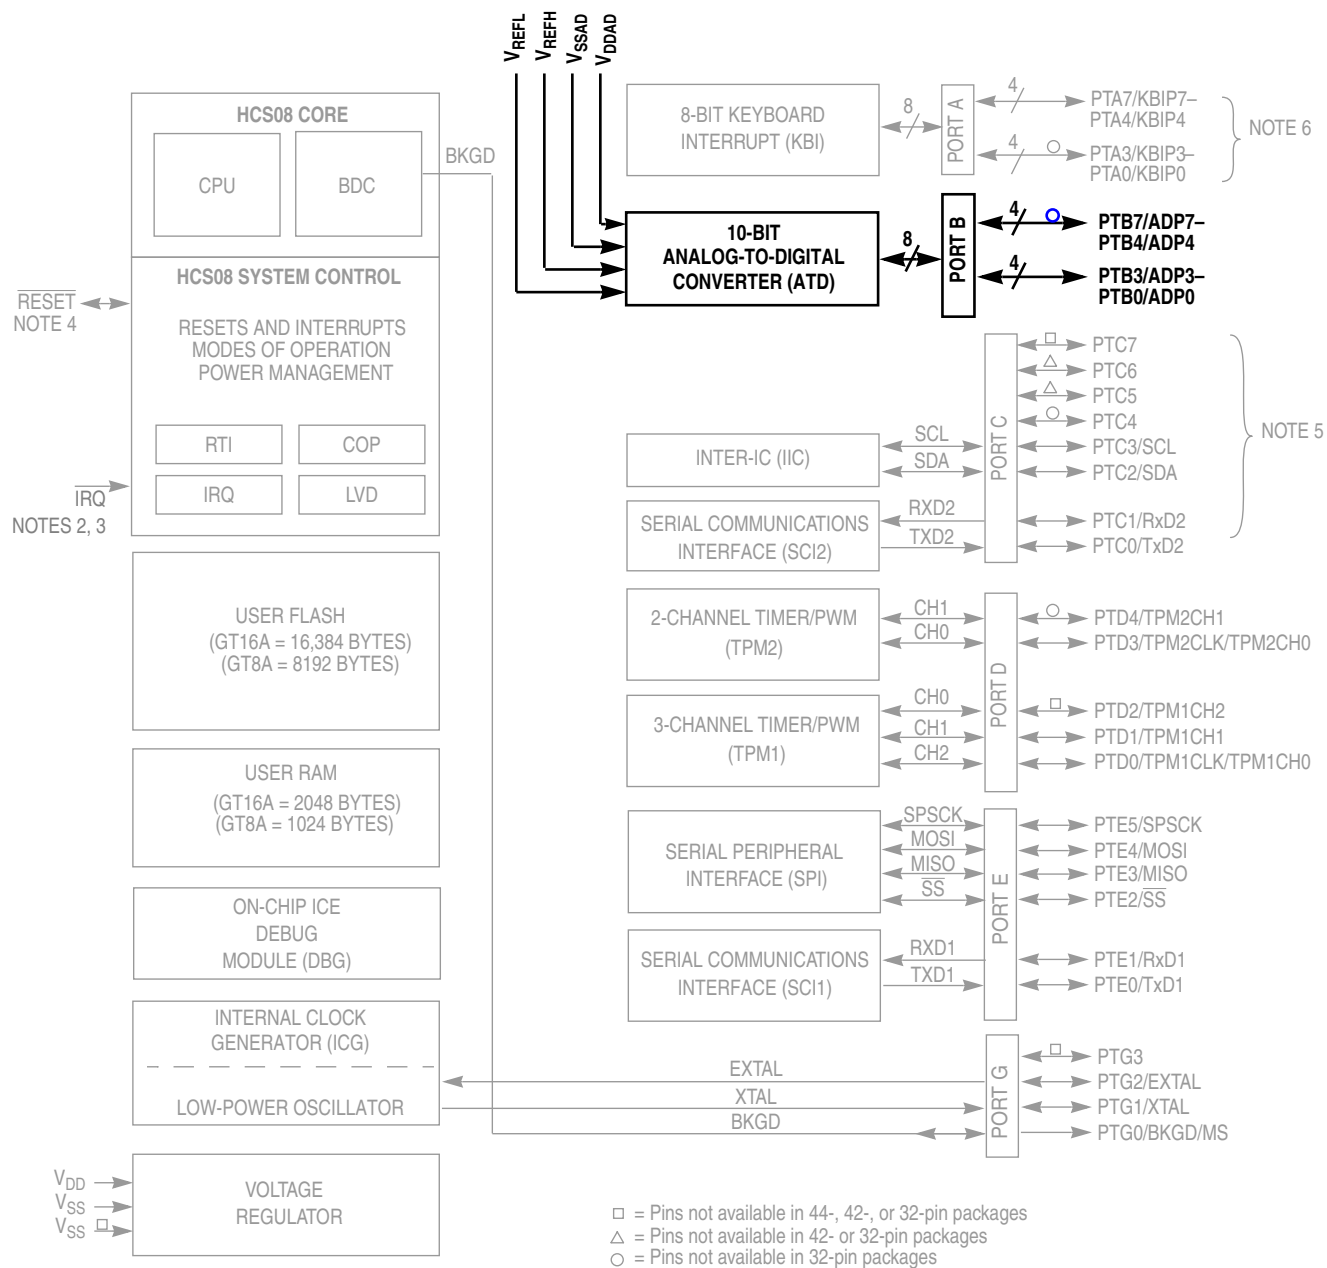 VREFL
VREFH
VSSAD
VDDAD
HCS08 CORE
CPU
BDC
BKGD
HCS08 SYSTEM CONTROL
RESETS AND INTERRUPTS
MODES OF OPERATION
POWER MANAGEMENT
RTI
COP
IRQ
LVD
RESET
NOTE 4
IRQ
NOTES 2, 3
USER FLASH
(GT16A = 16,384 BYTES)
(GT8A = 8192 BYTES)
USER RAM
(GT16A = 2048 BYTES)
(GT8A = 1024 BYTES)
ON-CHIP ICE
DEBUG
MODULE (DBG)
INTERNAL CLOCK
GENERATOR (ICG)
LOW-POWER OSCILLATOR
VDD
VSS
VSS
VOLTAGE
REGULATOR
8-BIT KEYBOARD
INTERRUPT (KBI)
8
PORT A
4
PTA7/KBIP7–
PTA4/KBIP4
4
PTA3/KBIP3–
PTA0/KBIP0
NOTE 6
10-BIT
ANALOG-TO-DIGITAL
CONVERTER (ATD)
8
PORT B
4
PTB7/ADP7–
PTB4/ADP4
4
PTB3/ADP3–
PTB0/ADP0
INTER-IC (IIC)
SCL
SDA
SERIAL COMMUNICATIONS
INTERFACE (SCI2)
RXD2
TXD2
PORT C
PTC7
PTC6
PTC5
PTC4
PTC3/SCL
PTC2/SDA
PTC1/RxD2
PTC0/TxD2
NOTE 5
2-CHANNEL TIMER/PWM
(TPM2)
CH1
CH0
3-CHANNEL TIMER/PWM
(TPM1)
CH0
CH1
CH2
PORT D
PTD4/TPM2CH1
PTD3/TPM2CLK/TPM2CH0
PTD2/TPM1CH2
PTD1/TPM1CH1
PTD0/TPM1CLK/TPM1CH0
SERIAL PERIPHERAL
INTERFACE (SPI)
SPSCK
MOSI
MISO
SS
SERIAL COMMUNICATIONS
INTERFACE (SCI1)
RXD1
TXD1
PORT E
PTE5/SPSCK
PTE4/MOSI
PTE3/MISO
PTE2/SS
PTE1/RxD1
PTE0/TxD1
EXTAL
XTAL
BKGD
PORT G
PTG3
PTG2/EXTAL
PTG1/XTAL
PTG0/BKGD/MS
□ = Pins not available in 44-, 42-, or 32-pin packages
△ = Pins not available in 42- or 32-pin packages
○ = Pins not available in 32-pin packages